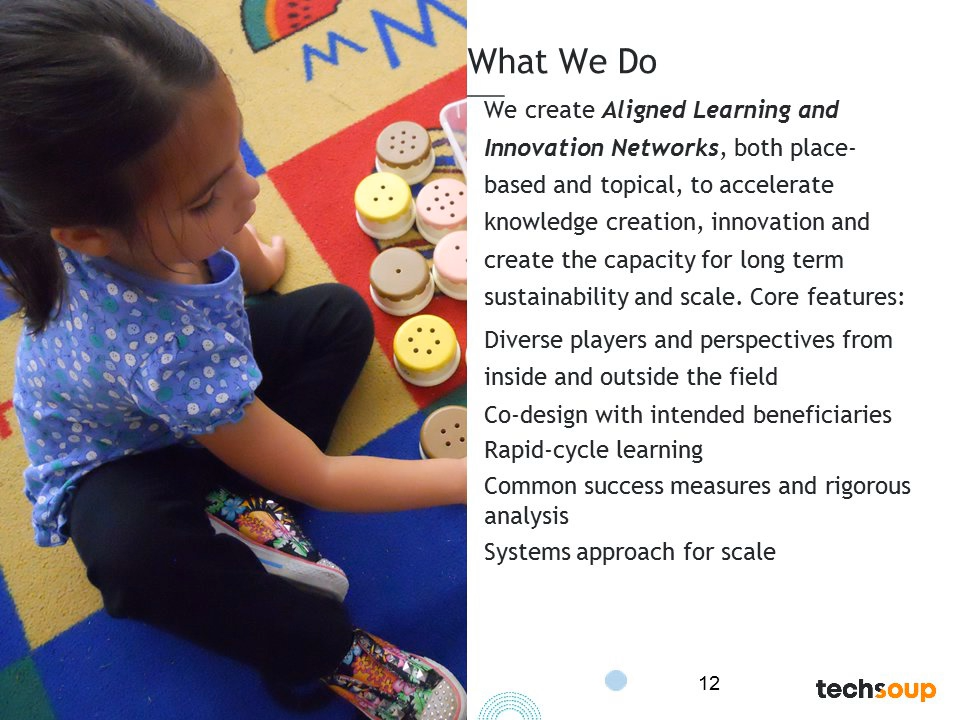 What We Do
We create Aligned Learning and
Innovation Networks, both place-
based and topical, to accelerate
knowledge creation, innovation and
create the capacity for long term
sustainability and scale. Core features:
Diverse players and perspectives from
inside and outside the field
Co-design with intended beneficiaries
Rapid-cycle learning
Common success measures and rigorous
analysis
Systems approach for scale
12
techsoup